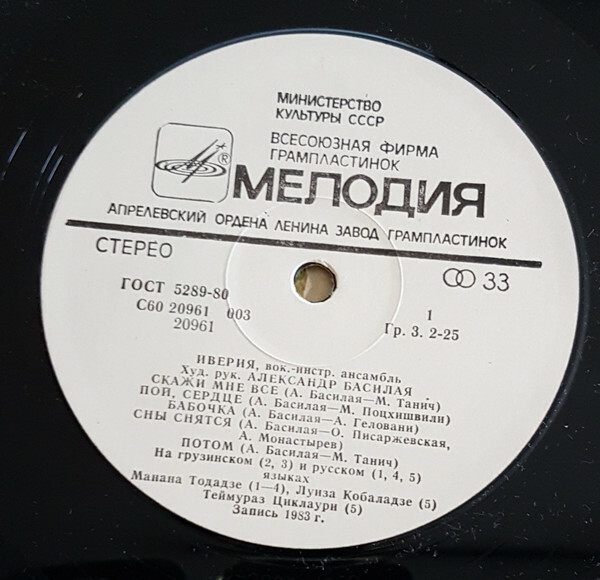 МИНИСТЕРСТВО
КУЛЬТУРЫ СССР
ВСЕСОЮЗНАЯ ФИРМА
ГРАМПЛАСТИНОК
®
МЕЛОДИЯ
АПРЕЛЕВСКИЙ ОРДЕНА ЛЕНИНА ЗАВОД ГРАМПЛАСТИНОК
СТЕРЕО
33
ГОСТ 5289-80
С60 20961 003
20961
1
Гр. 3. 2-25
ИВЕРИЯ, вок.-инстр. ансамбль
Худ. рук. АЛЕКСАНДР БАСИЛАЯ
СКАЖИ МНЕ ВСЕ (А. Басилая—М. Танич)
ПОЙ, СЕРДЦЕ (А. Басилая—М. Поцхишвили)
БАБОЧКА (А. Басилая—А. Геловани)
СНЫ СНЯТСЯ (А. Басилая—О. Писаржевская,
А. Монастырев)
ПОТОМ (А. Басилая—М. Танич)
На грузинском (2, 3) и русском (1, 4, 5)
языках
Манана Тодадзе (1—4), Луиза Кобаладзе (5)
Теймураз Циклаури (5)
Запись 1983 г.